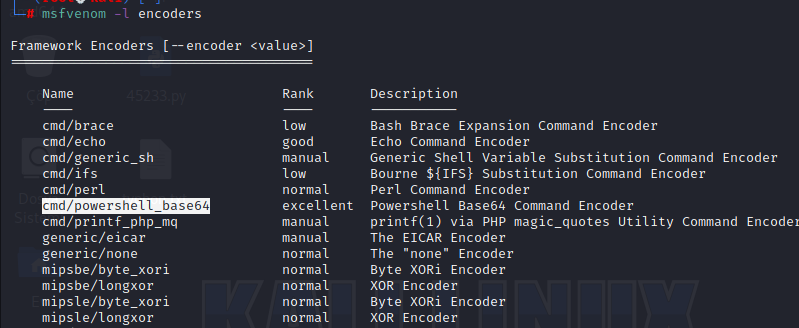 # msfvenom -l encoders
Framework Encoders [--encoder <value>]
======================================
Name Rank Description
---- ---- -----------
cmd/brace low Bash Brace Expansion Command Encoder
cmd/echo good Echo Command Encoder
cmd/generic_sh manual Generic Shell Variable Substitution Command Encoder
cmd/ifs low Bourne ${IFS} Substitution Command Encoder
cmd/perl normal Perl Command Encoder
cmd/powershell_base64 excellent Powershell Base64 Command Encoder
cmd/printf_php_mq manual printf(1) via PHP magic_quotes Utility Command Encoder
generic/eicar manual The EICAR Encoder
generic/none normal The "none" Encoder
mipsbe/byte_xori normal Byte XORi Encoder
mipsbe/longxor normal XOR Encoder
mipsle/byte_xori normal Byte XORi Encoder
mipsle/longxor normal XOR Encoder
45233.py
KALI LINUX